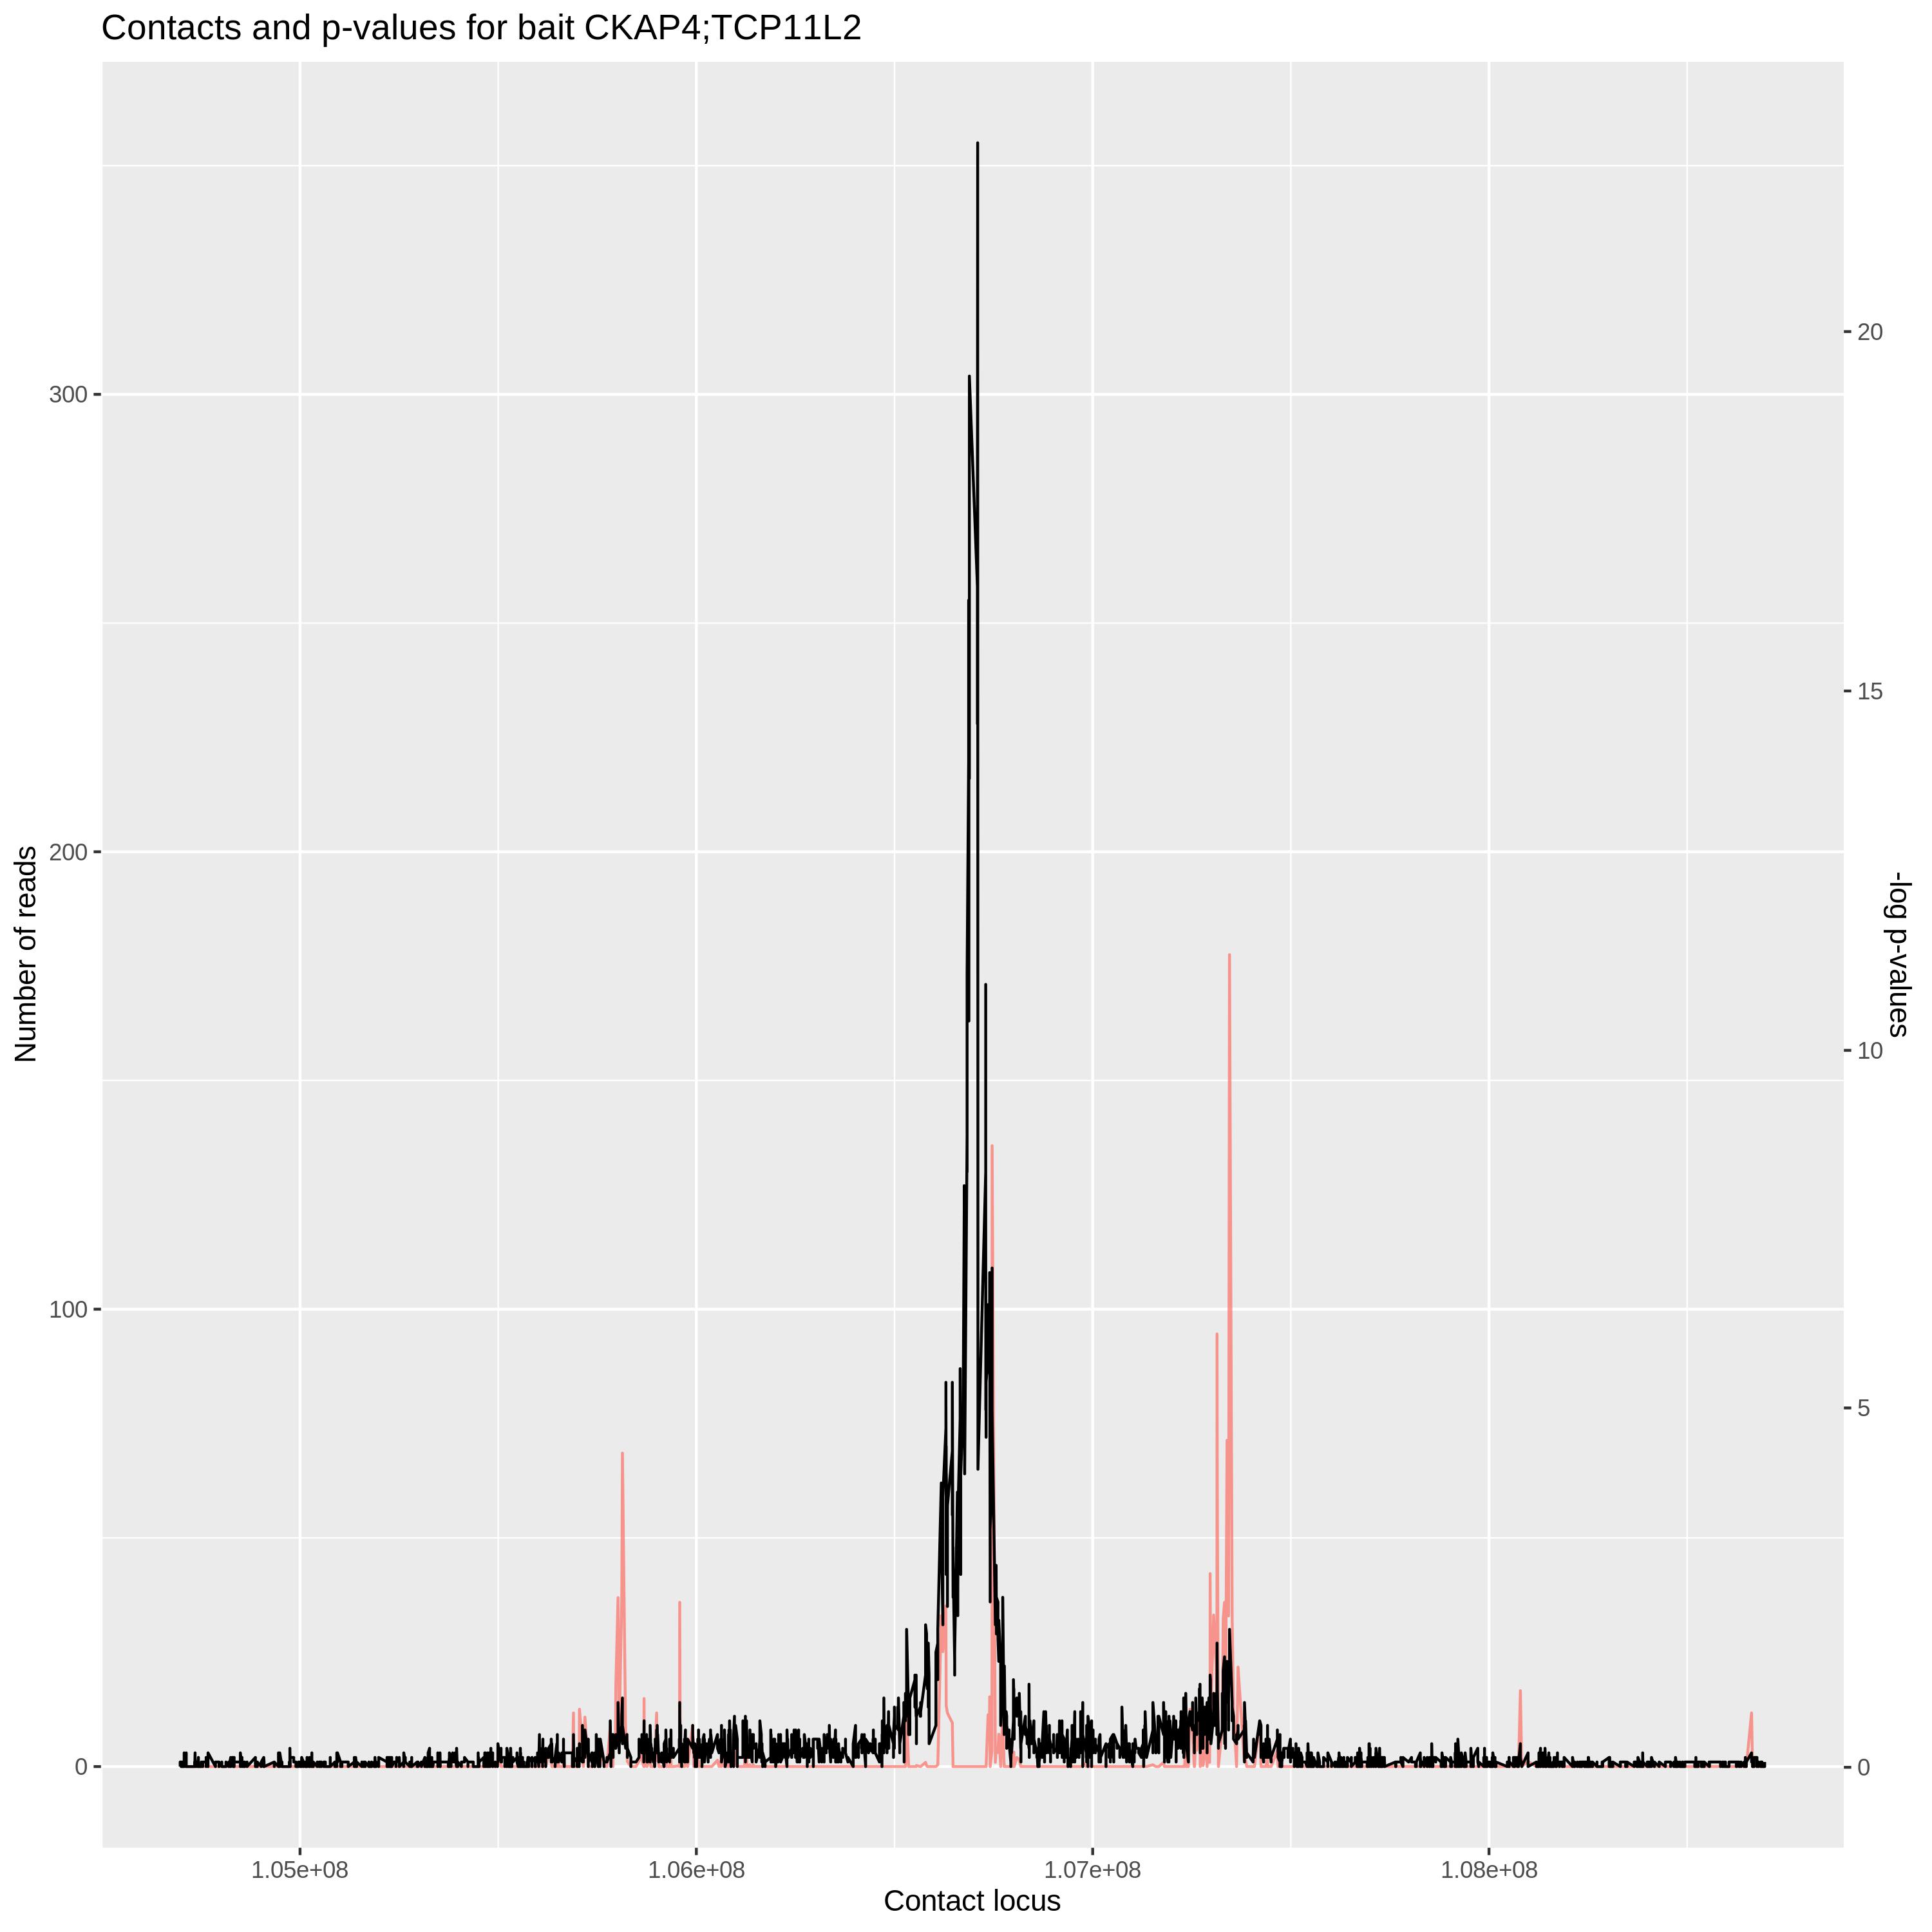 Contacts and p-values for bait CKAP4;TCP11L2
300
200
100
0
Number of reads
20
15
10
5
0
-log p-values
1.05e+08
1.06e+08
1.07e+08
1.08e+08
Contact locus